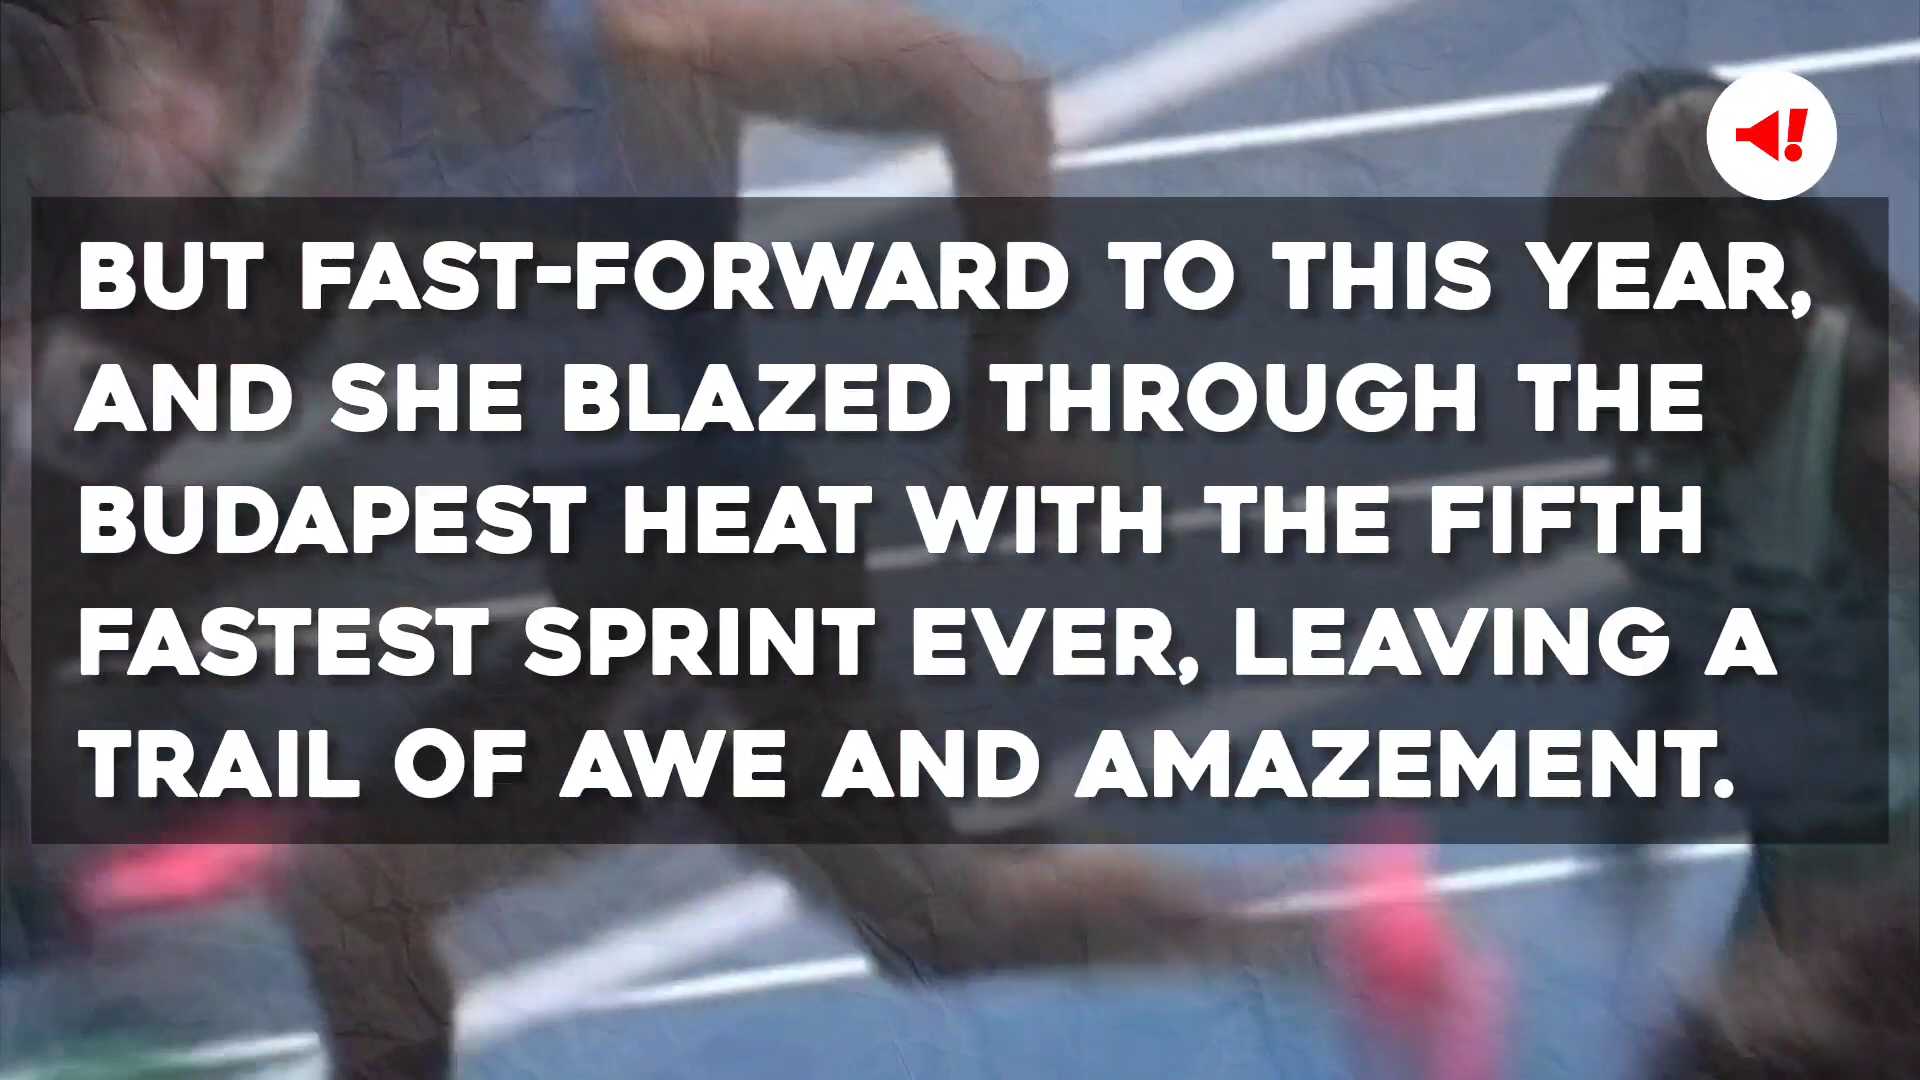 BUT FAST-FORWARD TO THIS YEAR,
AND SHE BLAZED THROUGH THE
BUDAPEST HEAT WITH THE FIFTH
FASTEST SPRINT EVER, LEAVING A
TRAIL OF AWE AND AMAZEMENT.